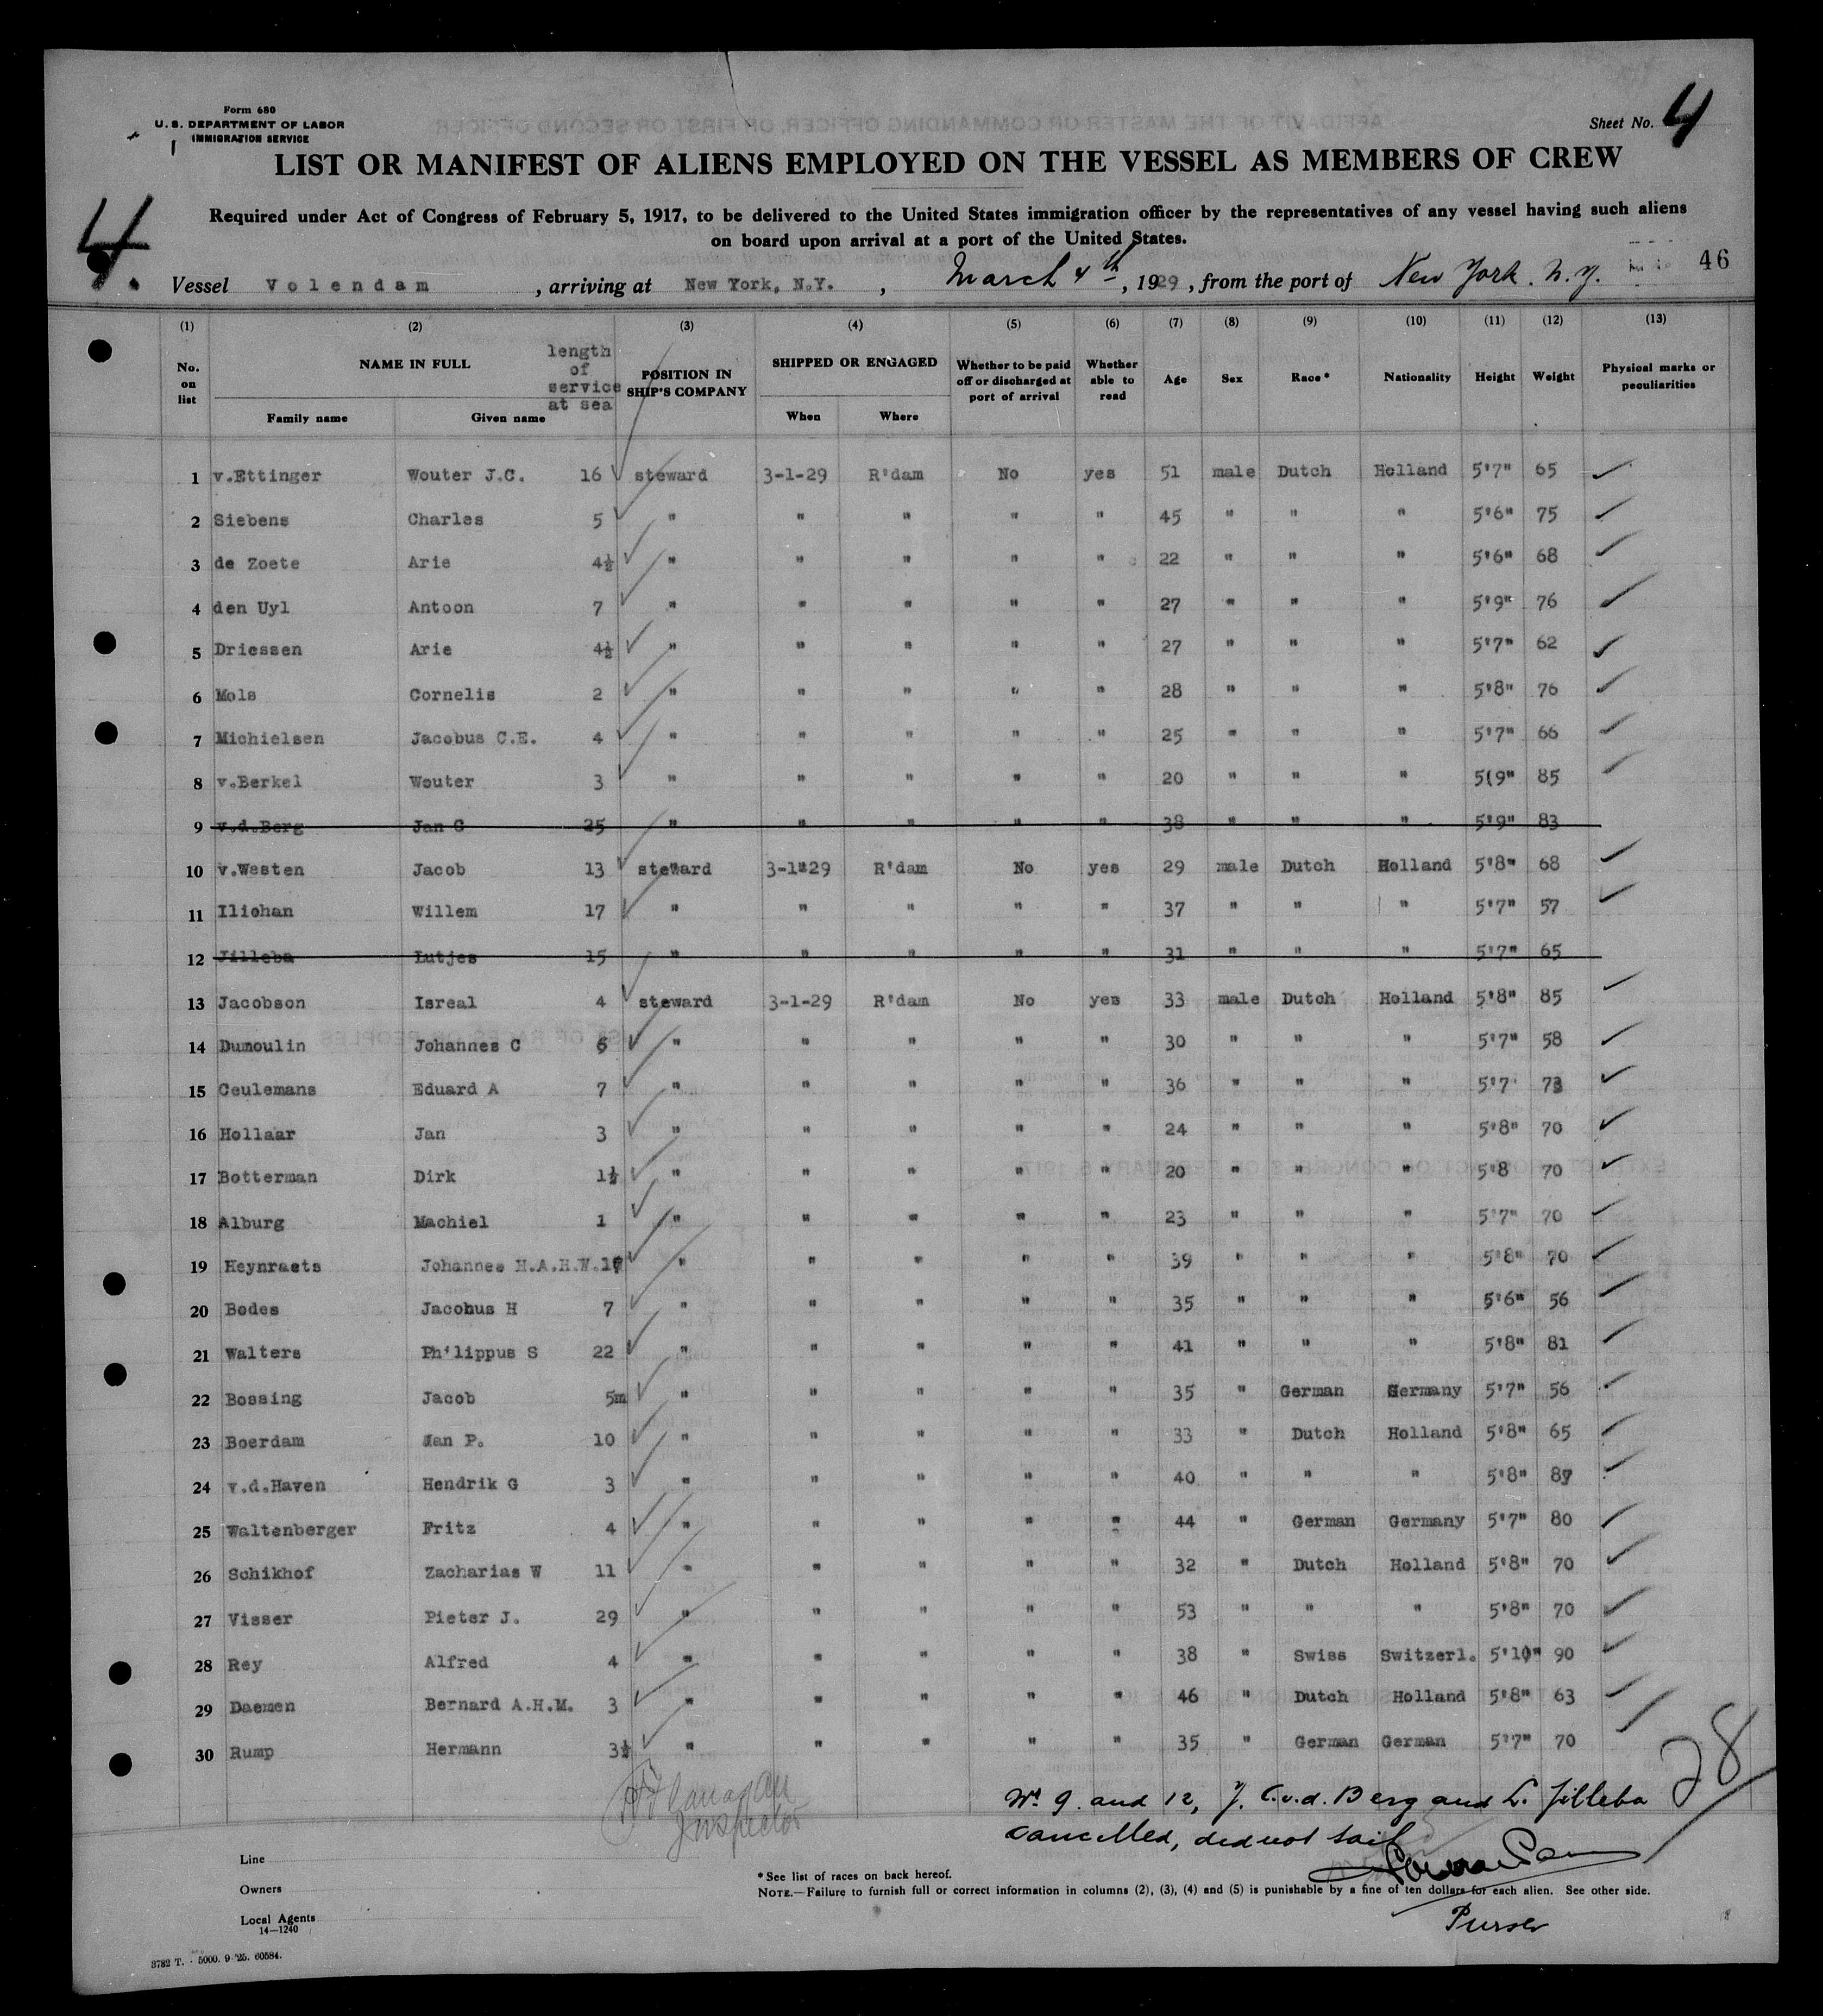 Form 680
U. S. DEPARTMENT OF LABOR
IMMIGRATION SERVICE
Sheet No. 4
LIST OR MANIFEST OF ALIENS EMPLOYED ON THE VESSEL AS MEMBERS OF CREW
Required under Act of Congress of February 5, 1917, to be delivered to the United States immigration officer by the representatives of any vessel having such aliens
on board upon arrival at a port of the United States.
4.
Vessel Volendam, arriving at New York, N.Y., March 4th, 1929, from the port of New York. N.Y. 46
(1) (2) (3) (4) (5) (6) (7) (8) (9) (10) (11) (12) (13)
No. on list NAME IN FULL length of service at sea POSITION IN SHIP'S COMPANY SHIPPED OR ENGAGED Whether to be paid off or discharged at port of arrival Whether able to read Age Sex Race* Nationality Height Weight Physical marks or peculiarities
Family name Given name When Where
1 v.Ettinger Wouter J.C. 16 steward 3-1-29 R'dam No yes 51 male Dutch Holland 5'7" 65
2 Siebens Charles 5 " " " " " 45 " " " 5'6" 75
3 de Zoete Arie 4½ " " " " " 22 " " " 5'6" 68
4 den Uyl Antoon 7 " " " " " 27 " " " 5'9" 76
5 Driessen Arie 4½ " " " " " 27 " " " 5'7" 62
6 Mols Cornelis 2 " " " " " 28 " " " 5'8" 76
7 Michielsen Jacobus C.E. 4 " " " " " 25 " " " 5'7" 66
8 v.Berkel Wouter 3 " " " " " 20 " " " 5(9" 85
9 v.d.Berg Jan C 25 " " " " " 38 " " " 5'9" 83
10 v.Westen Jacob 13 steward 3-1-29 R'dam No yes 29 male Dutch Holland 5'8" 68
11 Iliohan Willem 17 " " " " " 37 " " " 5'7" 57
12 Jilleba Lutjes 15 " " " " " 31 " " " 5'7" 65
13 Jacobson Isreal 4 steward 3-1-29 R'dam No yes 33 male Dutch Holland 5'8" 85
14 Dumoulin Johannes C 6 " " " " " 30 " " " 5'7" 58
15 Ceulemans Eduard A 7 " " " " " 36 " " " 5'7' 73
16 Hollaar Jan 3 " " " " " 24 " " " 5'8" 70
17 Botterman Dirk 1½ " " " " " 20 " " " 5'8 70
18 Alburg Machiel 1 " " " " " 23 " " " 5'7" 70
19 Heynraets Johannes H.A.H.W. " " " " " 39 " " " 5'8" 70
20 Bodes Jacobus H 7 " " " " " 35 " " " 5'6" 56
21 Walters Philippus S 22 " " " " " 41 " " " 5'8" 81
22 Bossing Jacob 5m " " " " " 35 " German Germany 5'7" 56
23 Boerdam Jan P. 10 " " " " " 33 " Dutch Holland 5'8" 65
24 v.d.Haven Hendrik G 3 " " " " " 40 " " " 5'8" 87
25 Waltenberger Fritz 4 " " " " " 44 " German Germany 5'7" 80
26 Schikhof Zacharias W 11 " " " " " 32 " Dutch Holland 5'8" 70
27 Visser Pieter J. 29 " " " " " 53 " " " 5'8" 70
28 Rey Alfred 4 " " " " " 38 " Swiss Switzerl. 5'10" 90
29 Daemen Bernard A.H.M. 3 " " " " " 46 " Dutch Holland 5'8" 63
30 Rump Hermann 3½ " " " " " 35 " German German 5'7" 70
28
Flanagan
Inspector
No. 9. and 12, J. C.v.d. Berg and L. Jilleba
cancelled, did not sail
Line
Owners
Local Agents
14—1240
*See list of races on back hereof.
NOTE.—Failure to furnish full or correct information in columns (2), (3), (4) and (5) is punishable by a fine of ten dollars for each alien. See other side.
Purser
3782 T. - 5000. 9-'25. 60584.